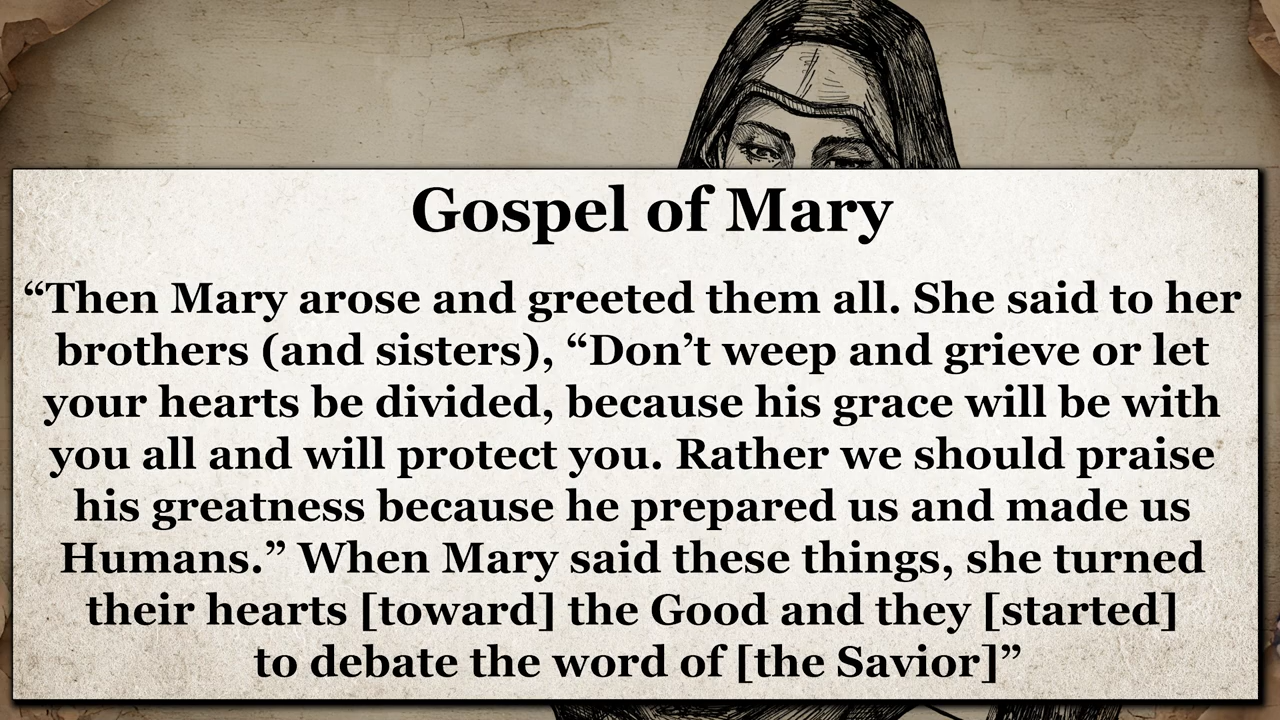 Gospel of Mary
“Then Mary arose and greeted them all. She said to her
brothers (and sisters), “Don’t weep and grieve or let
your hearts be divided, because his grace will be with
you all and will protect you. Rather we should praise
his greatness because he prepared us and made us
Humans.” When Mary said these things, she turned
their hearts [toward] the Good and they [started]
to debate the word of [the Savior]”